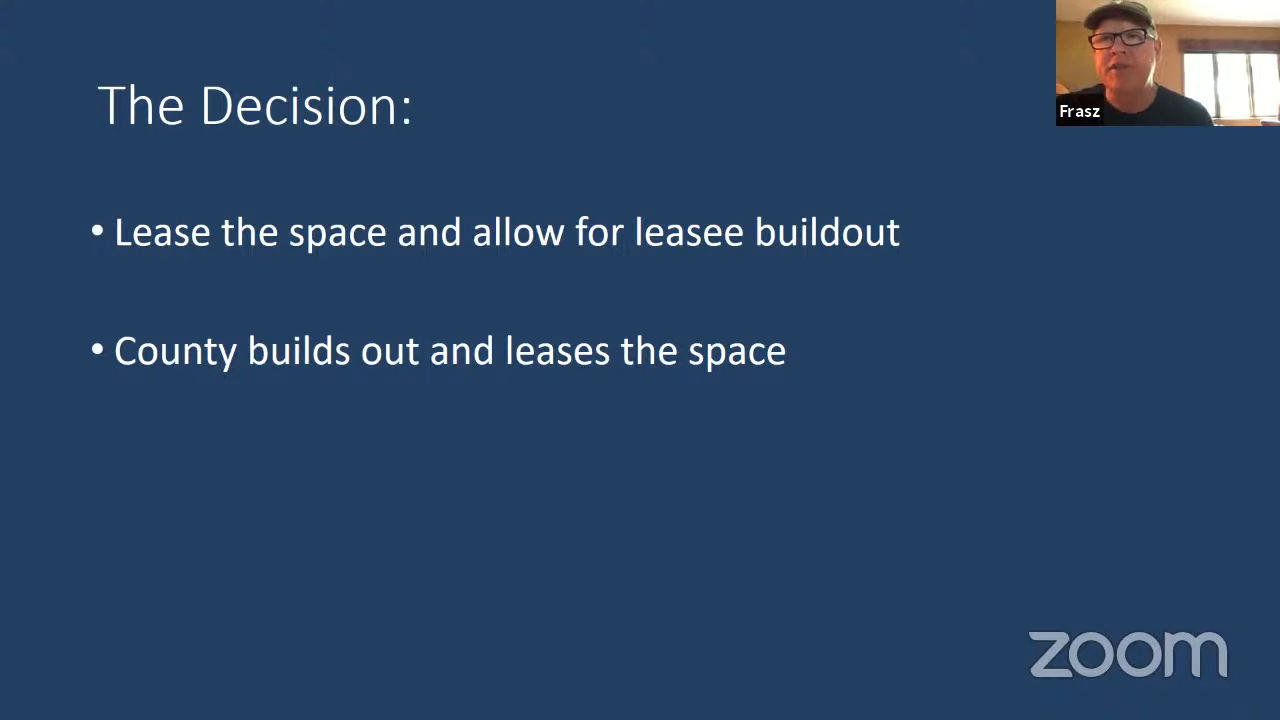 The Decision:
Frasz
• Lease the space and allow for leasee buildout
• County builds out and leases the space
zoom